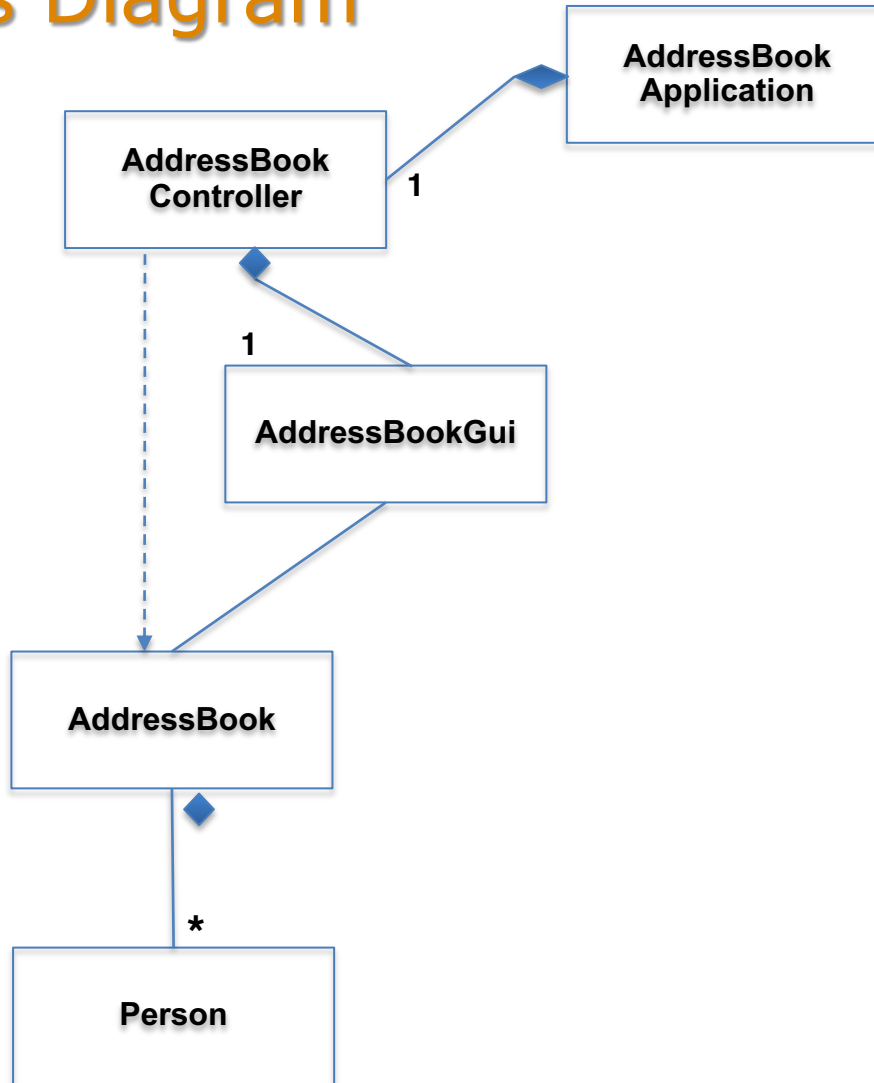 s Diagram
AddressBook
Application
AddressBook
Controller
1
1
AddressBookGui
AddressBook
*
Person